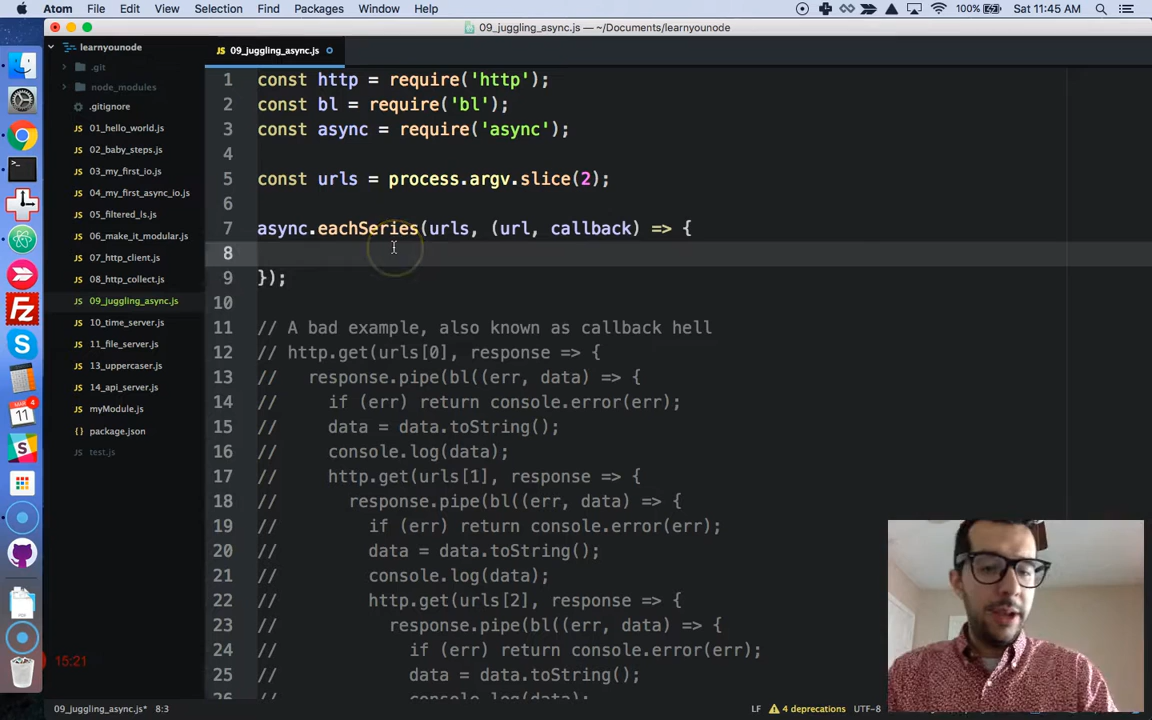 Atom File Edit View Selection Find Packages Window Help 100% Sat 11:45 AM
09_juggling_async.js — ~/Documents/learnyounode
learnyounode
09_juggling_async.js
.git
node_modules
.gitignore
01_hello_world.js
02_baby_steps.js
03_my_first_io.js
04_my_first_async_io.js
05_filtered_ls.js
06_make_it_modular.js
07_http_client.js
08_http_collect.js
09_juggling_async.js
10_time_server.js
11_file_server.js
13_uppercaser.js
14_api_server.js
myModule.js
package.json
test.js
1 const http = require('http');
2 const bl = require('bl');
3 const async = require('async');
4
5 const urls = process.argv.slice(2);
6
7 async.eachSeries(urls, (url, callback) => {
8
9 });
10
11 // A bad example, also known as callback hell
12 // http.get(urls[0], response => {
13 //   response.pipe(bl((err, data) => {
14 //     if (err) return console.error(err);
15 //     data = data.toString();
16 //     console.log(data);
17 //     http.get(urls[1], response => {
18 //       response.pipe(bl((err, data) => {
19 //         if (err) return console.error(err);
20 //         data = data.toString();
21 //         console.log(data);
22 //         http.get(urls[2], response => {
23 //           response.pipe(bl((err, data) => {
24 //             if (err) return console.error(err);
25 //             data = data.toString();
26 //             console.log(data);
MAR 4
11
15:21
09_juggling_async.js* 8:3 LF 4 deprecations UTF-8